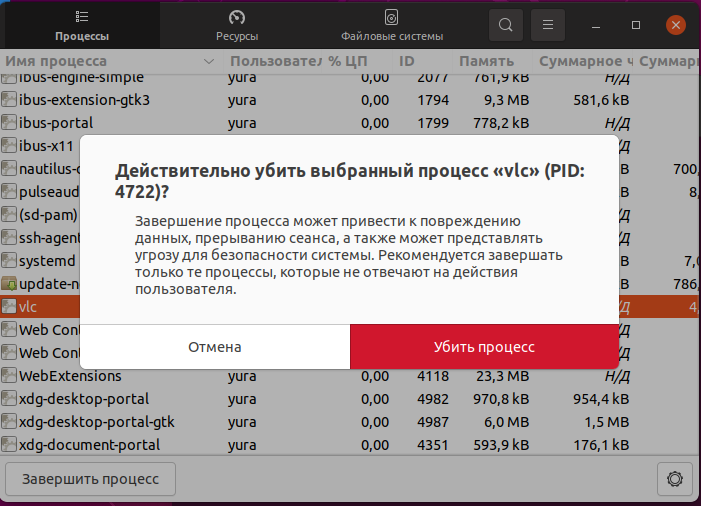 Процессы
Ресурсы
Файловые системы
Имя процесса Пользовател % ЦП ID Память Суммарное ч Суммарн
ibus-engine-simple yura 0,00 2077 761,9 kB Н/Д
ibus-extension-gtk3 yura 0,00 1794 9,3 MB 581,6 kB
ibus-portal yura 0,00 1799 778,2 kB Н/Д
ibus-x11
nautilus-d 700,
pulseaud 8,
(sd-pam)
ssh-agent
systemd 7,0
update-n 786,
vlc 4,
Действительно убить выбранный процесс «vlc» (PID:
4722)?
Завершение процесса может привести к повреждению
данных, прерыванию сеанса, а также может представлять
угрозу для безопасности системы. Рекомендуется завершать
только те процессы, которые не отвечают на действия
пользователя.
Отмена
Убить процесс
Web Cont
Web Cont
WebExtensions yura 0,00 4118 23,3 MB Н/Д
xdg-desktop-portal yura 0,00 4982 970,8 kB 954,4 kB
xdg-desktop-portal-gtk yura 0,00 4987 6,0 MB 1,5 MB
xdg-document-portal yura 0,00 4351 593,9 kB 176,1 kB
Завершить процесс